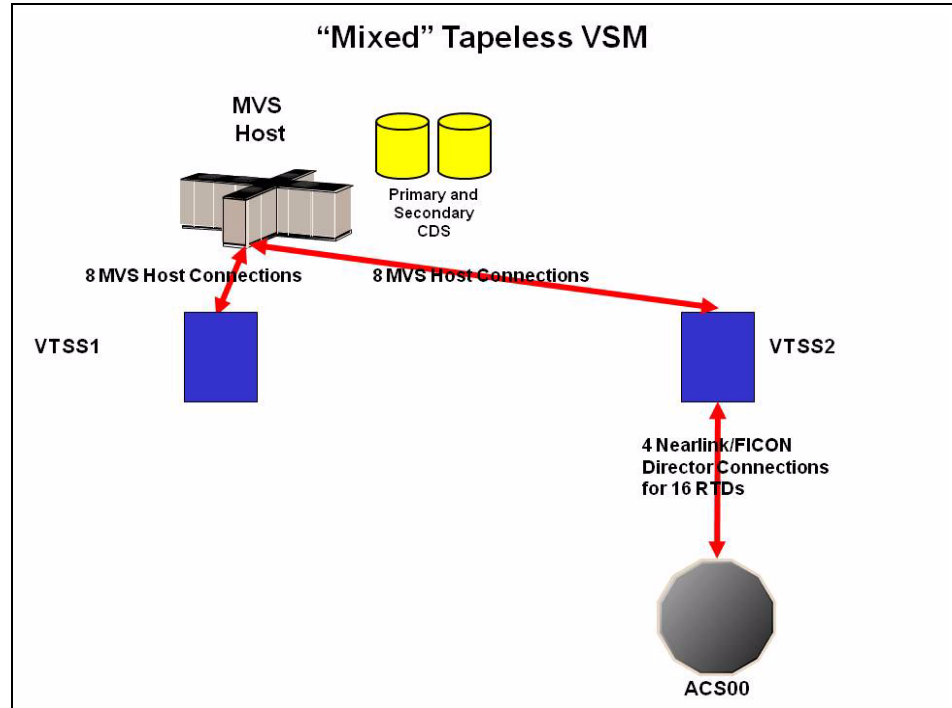 “Mixed” Tapeless VSM
MVS
Host
Primary and
Secondary
CDS
8 MVS Host Connections
8 MVS Host Connections
VTSS1
VTSS2
4 Nearlink/FICON
Director Connections
for 16 RTDs
ACS00